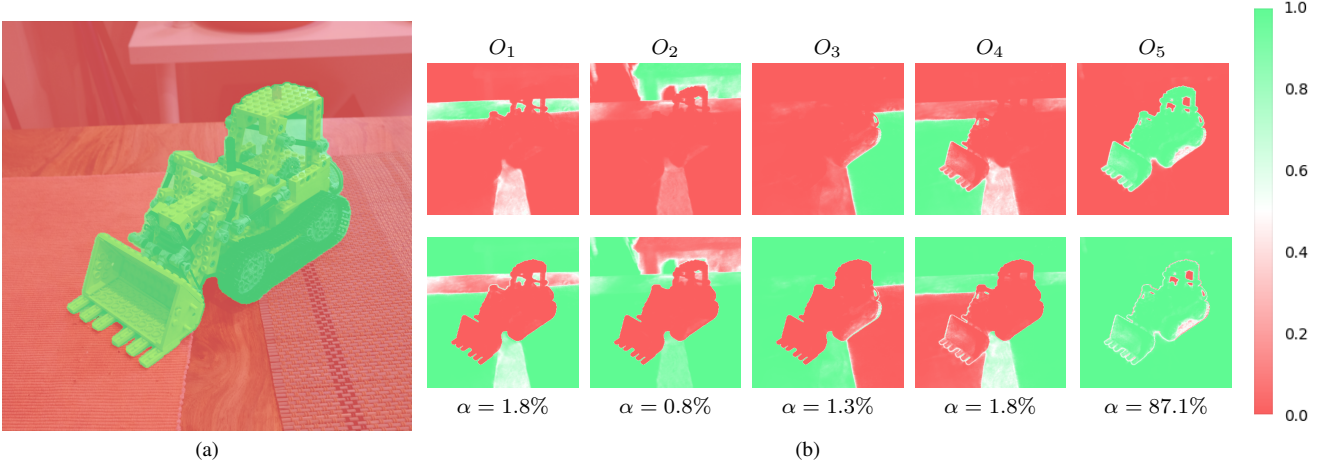 O₁ O₂ O₃ O₄ O₅
1.0
0.8
0.6
0.4
0.2
0.0
α = 1.8% α = 0.8% α = 1.3% α = 1.8% α = 87.1%
(a) (b)